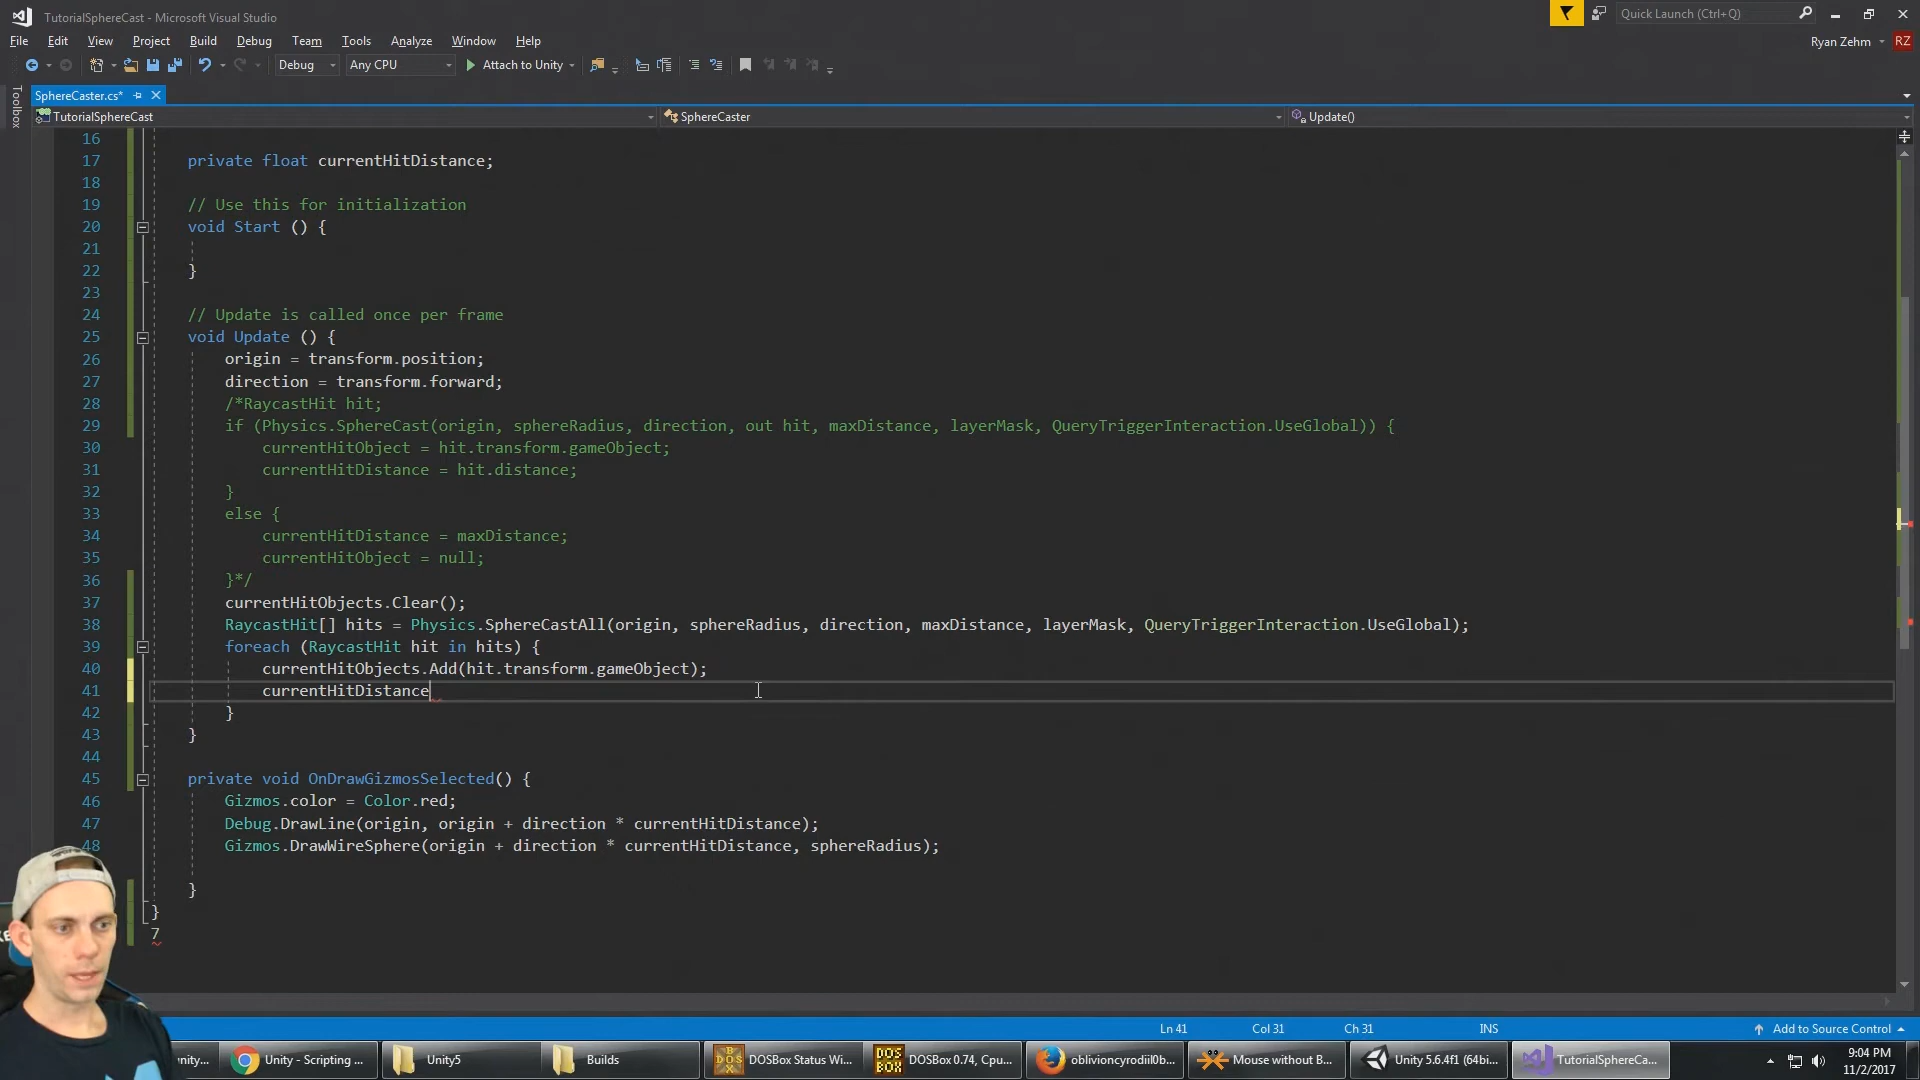 TutorialSphereCast - Microsoft Visual Studio
Quick Launch (Ctrl+Q)
File Edit View Project Build Debug Team Tools Analyze Window Help
Ryan Zehm RZ
Debug Any CPU Attach to Unity
Toolbox
SphereCaster.cs*
TutorialSphereCast SphereCaster Update()
16
17 private float currentHitDistance;
18
19 // Use this for initialization
20 void Start () {
21
22 }
23
24 // Update is called once per frame
25 void Update () {
26 origin = transform.position;
27 direction = transform.forward;
28 /*RaycastHit hit;
29 if (Physics.SphereCast(origin, sphereRadius, direction, out hit, maxDistance, layerMask, QueryTriggerInteraction.UseGlobal)) {
30 currentHitObject = hit.transform.gameObject;
31 currentHitDistance = hit.distance;
32 }
33 else {
34 currentHitDistance = maxDistance;
35 currentHitObject = null;
36 }*/
37 currentHitObjects.Clear();
38 RaycastHit[] hits = Physics.SphereCastAll(origin, sphereRadius, direction, maxDistance, layerMask, QueryTriggerInteraction.UseGlobal);
39 foreach (RaycastHit hit in hits) {
40 currentHitObjects.Add(hit.transform.gameObject);
41 currentHitDistance
42 }
43 }
44
45 private void OnDrawGizmosSelected() {
46 Gizmos.color = Color.red;
47 Debug.DrawLine(origin, origin + direction * currentHitDistance);
48 Gizmos.DrawWireSphere(origin + direction * currentHitDistance, sphereRadius);
}
}
7
Ln 41 Col 31 Ch 31 INS Add to Source Control
unity... Unity - Scripting ... Unity5 Builds DOSBox Status Wi... DOSBox 0.74, Cpu... oblivioncyrodiil0b... Mouse without B... Unity 5.6.4f1 (64bi... TutorialSphereCa... 9:04 PM
11/2/2017